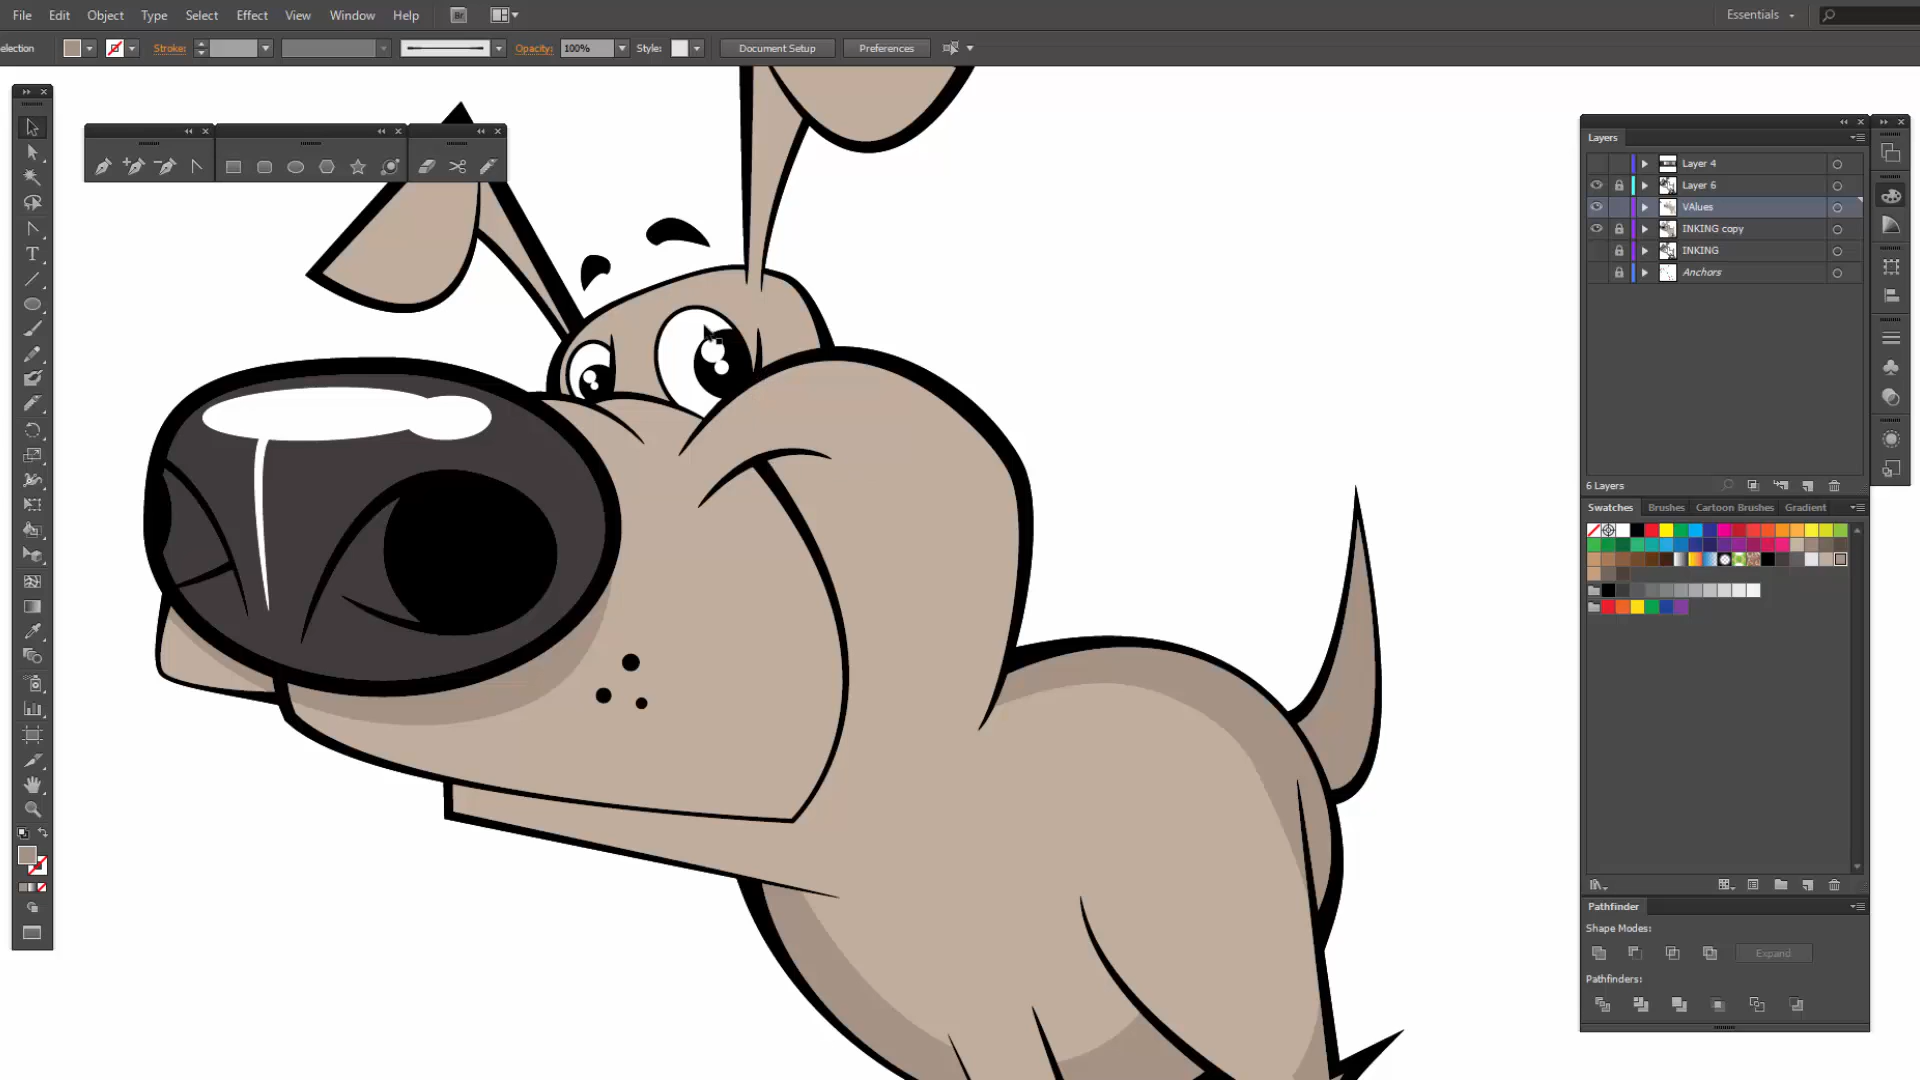 File Edit Object Type Select Effect View Window Help Br Essentials
election Stroke: Opacity: 100% Style: Document Setup Preferences
Layers
Layer 4
Layer 6
VAlues
INKING copy
INKING
Anchors
6 Layers
Swatches Brushes Cartoon Brushes Gradient
Pathfinder
Shape Modes:
Expand
Pathfinders: